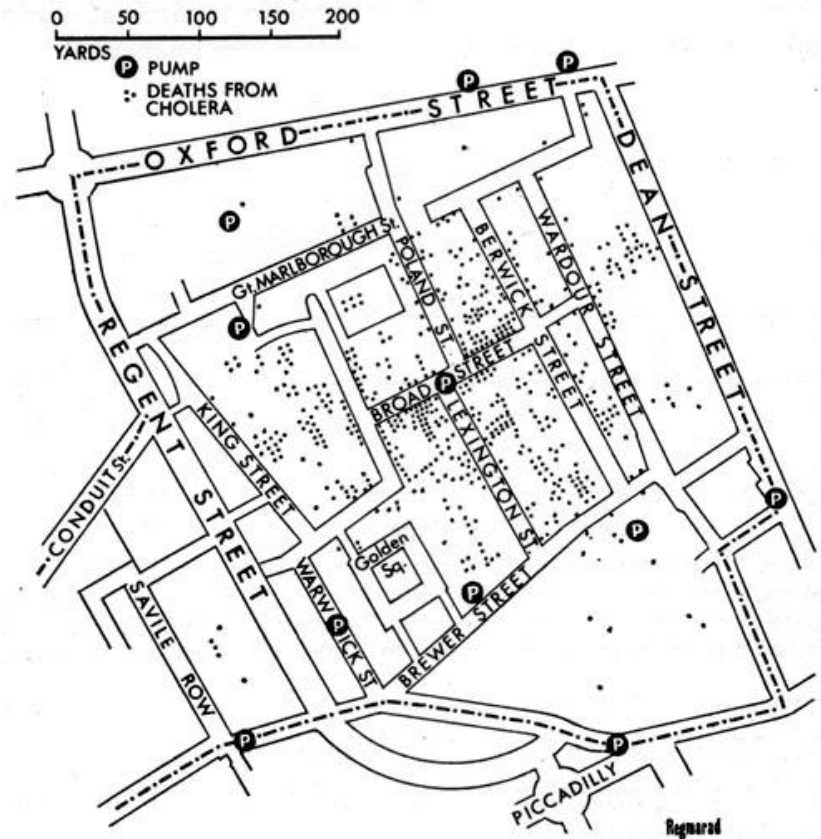 0 50 100 150 200
YARDS
P PUMP
DEATHS FROM
CHOLERA
P
P
OXFORD STREET
DEAN STREET
P
Gt. MARLBOROUGH St.
POLAND ST.
BERWICK STREET
WARDOUR STREET
P
REGENT STREET
BROAD STREET
P
KING STREET
LEXINGTON ST.
CONDUIT St.
P
P
Golden
Sq.
WARWICK ST.
P
P
BREWER STREET
SAVILE ROW
P
P
PICCADILLY
Regmarad